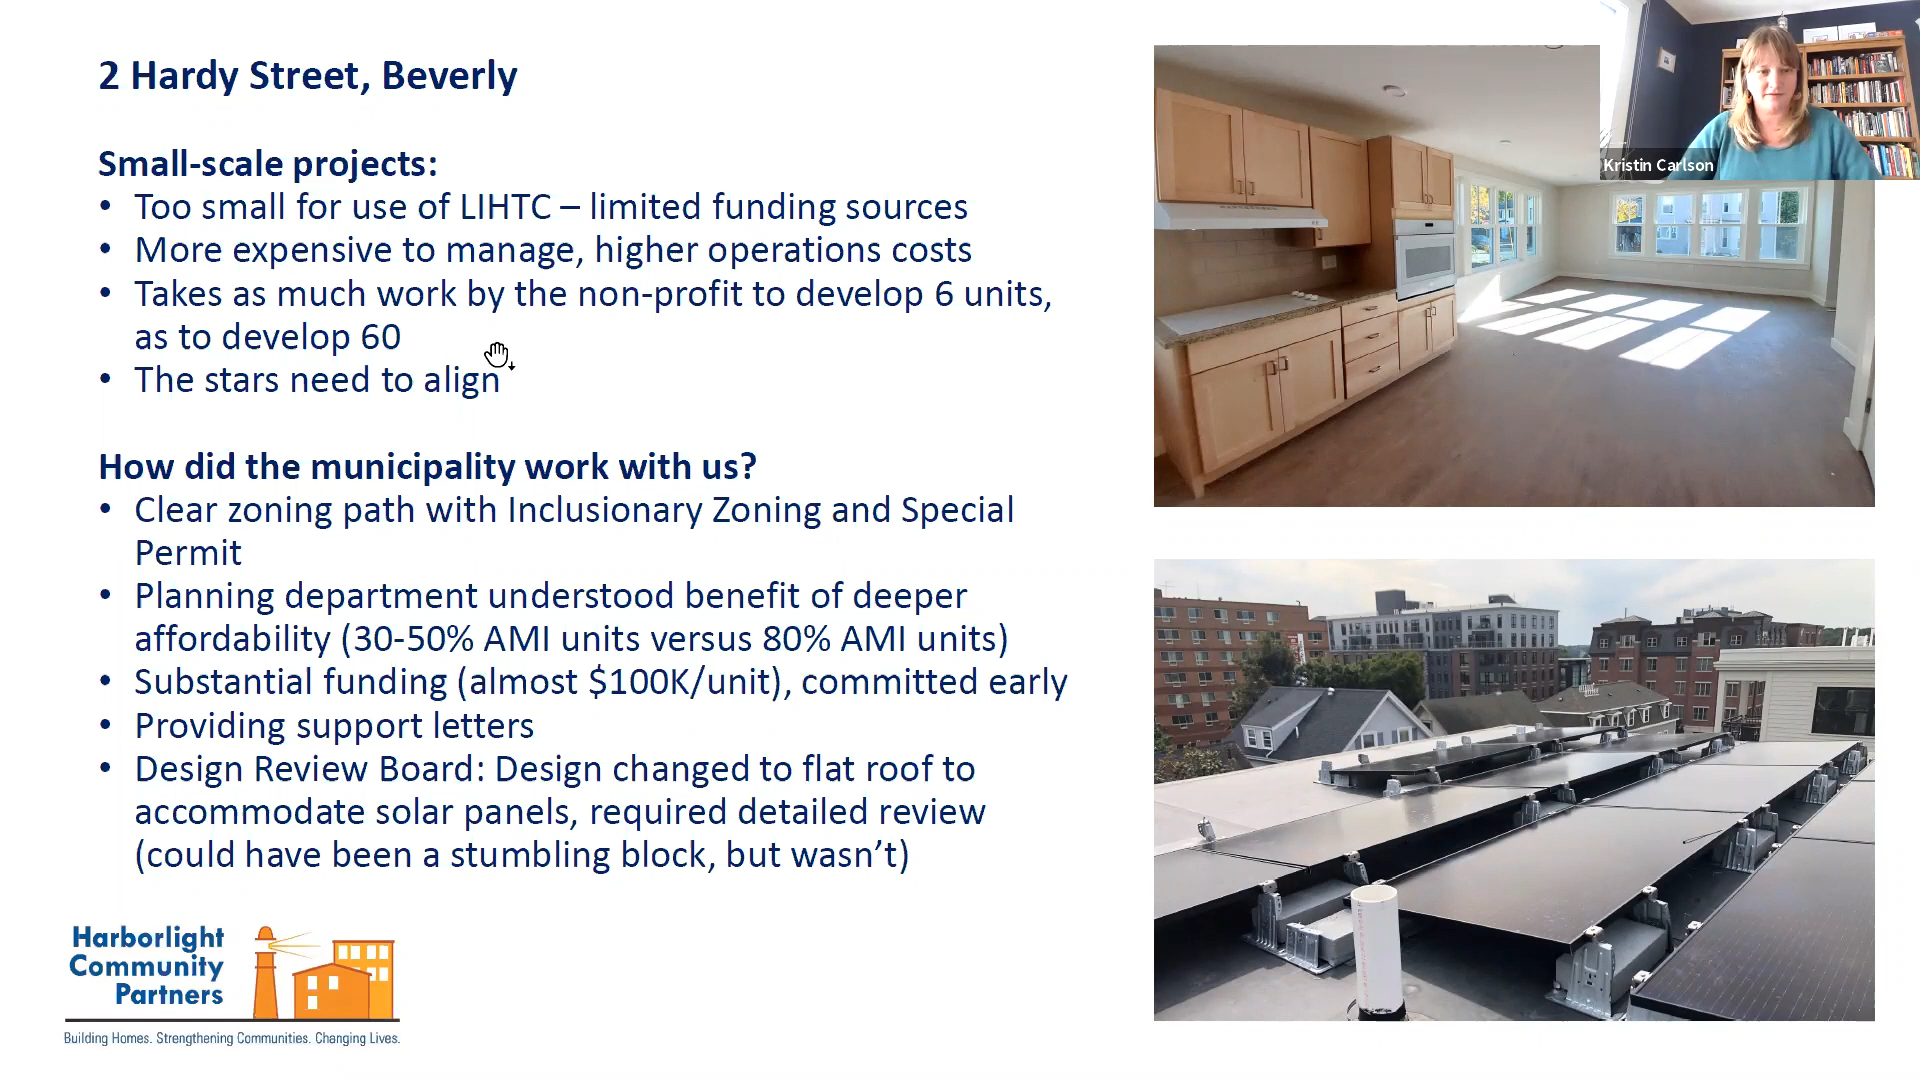 2 Hardy Street, Beverly
Small-scale projects:
• Too small for use of LIHTC – limited funding sources
• More expensive to manage, higher operations costs
• Takes as much work by the non-profit to develop 6 units,
as to develop 60
• The stars need to align
How did the municipality work with us?
• Clear zoning path with Inclusionary Zoning and Special
Permit
• Planning department understood benefit of deeper
affordability (30-50% AMI units versus 80% AMI units)
• Substantial funding (almost $100K/unit), committed early
• Providing support letters
• Design Review Board: Design changed to flat roof to
accommodate solar panels, required detailed review
(could have been a stumbling block, but wasn't)
Harborlight
Community
Partners
Building Homes. Strengthening Communities. Changing Lives.
Kristin Carlson